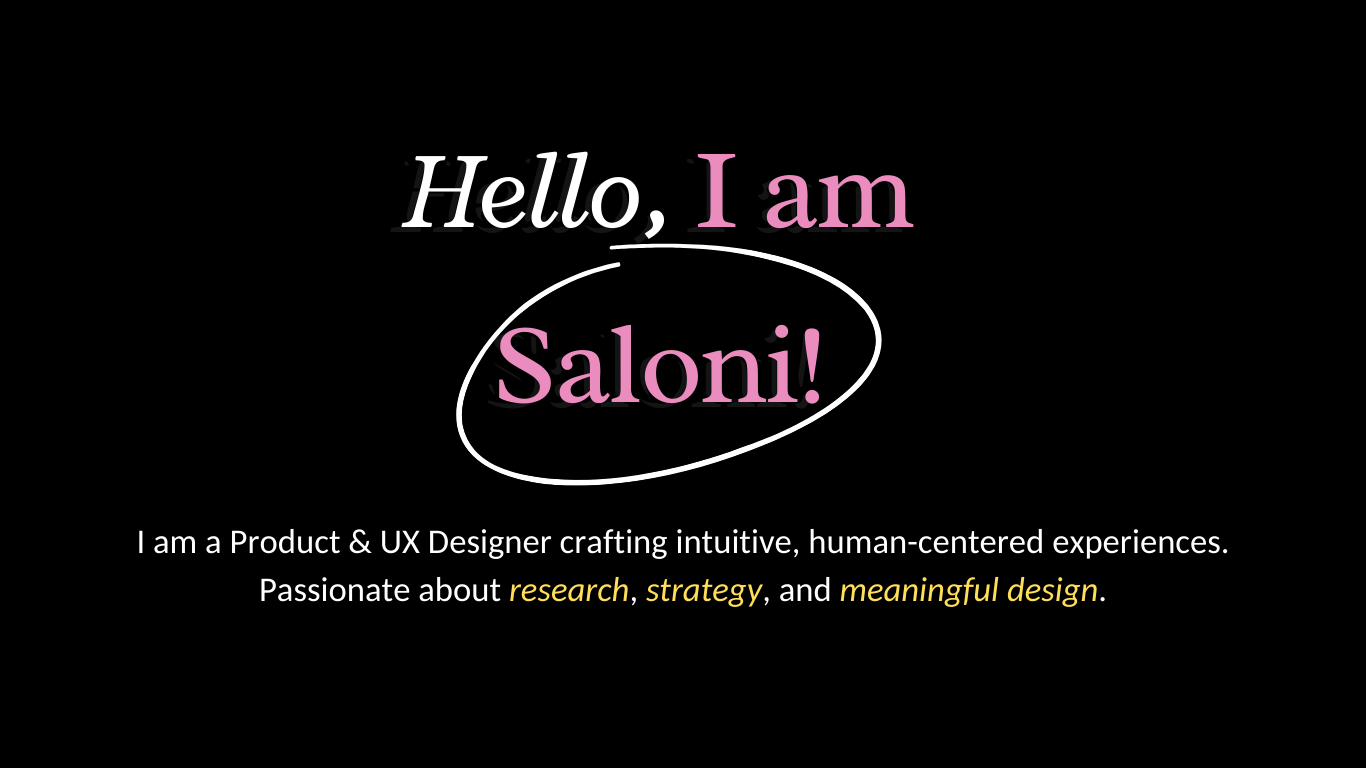 Hello, I am
Saloni!
I am a Product & UX Designer crafting intuitive, human-centered experiences.
Passionate about research, strategy, and meaningful design.